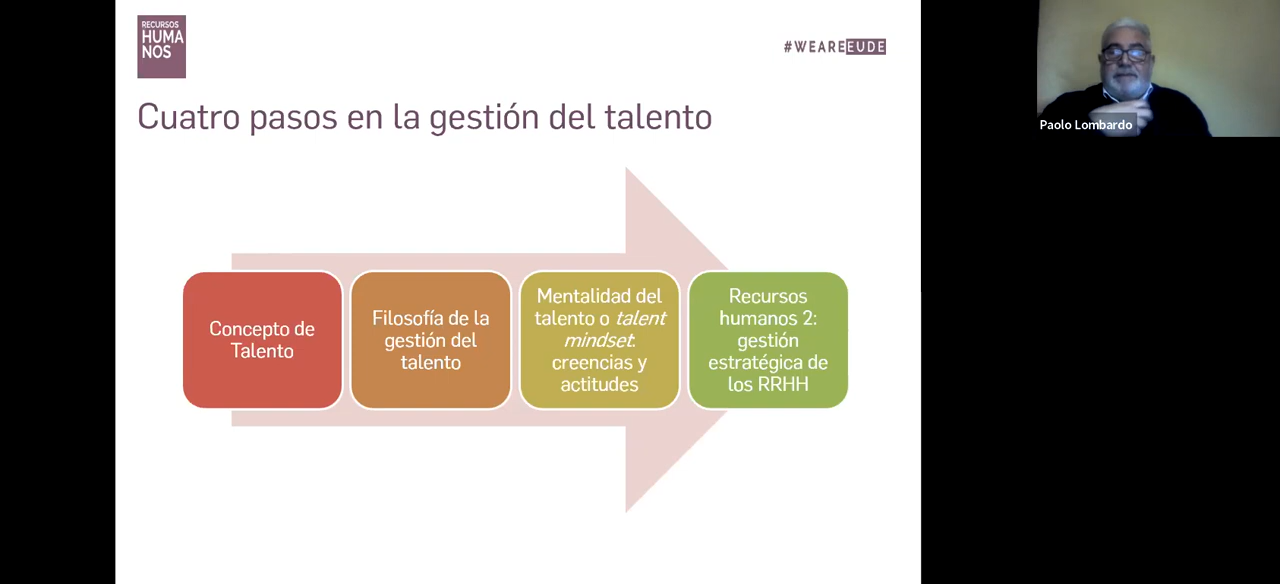 RECURSOS
HUMA
NOS
#WEAREEUDE
Paolo Lombardo
Cuatro pasos en la gestión del talento
Concepto de
Talento
Filosofía de la
gestión del
talento
Mentalidad del
talento o talent
mindset:
creencias y
actitudes
Recursos
humanos 2:
gestión
estratégica de
los RRHH